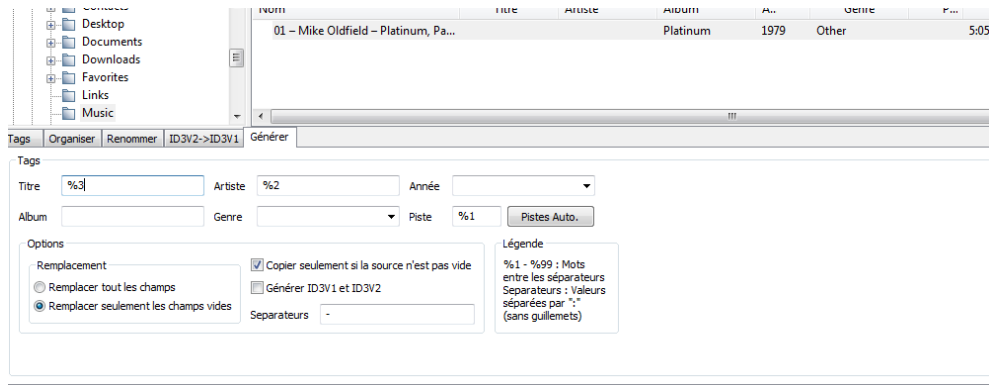 Contacts
Desktop
Documents
Downloads
Favorites
Links
Music
Nom Titre Artiste Album A.. Genre P...
01 – Mike Oldfield – Platinum, Pa... Platinum 1979 Other 5:05
Tags Organiser Renommer ID3V2->ID3V1 Générer
Tags
Titre %3 Artiste %2 Année
Album Genre Piste %1 Pistes Auto.
Options
Remplacement
Remplacer tout les champs
Remplacer seulement les champs vides
Copier seulement si la source n'est pas vide
Générer ID3V1 et ID3V2
Separateurs -
Légende
%1 - %99 : Mots
entre les séparateurs
Separateurs : Valeurs
séparées par ":"
(sans guillemets)